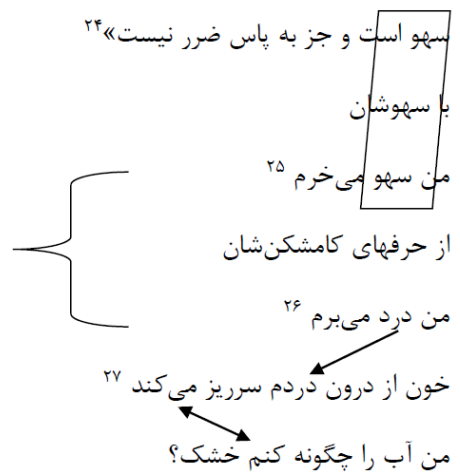 سهو است و جز به پاس ضرر نیست»۲۴
با سهوشان
من سهو می‌خرم ۲۵
از حرفهای کامشکن‌شان
من درد می‌برم ۲۶
خون از درون دردم سرریز می‌کند ۲۷
من آب را چگونه کنم خشک؟